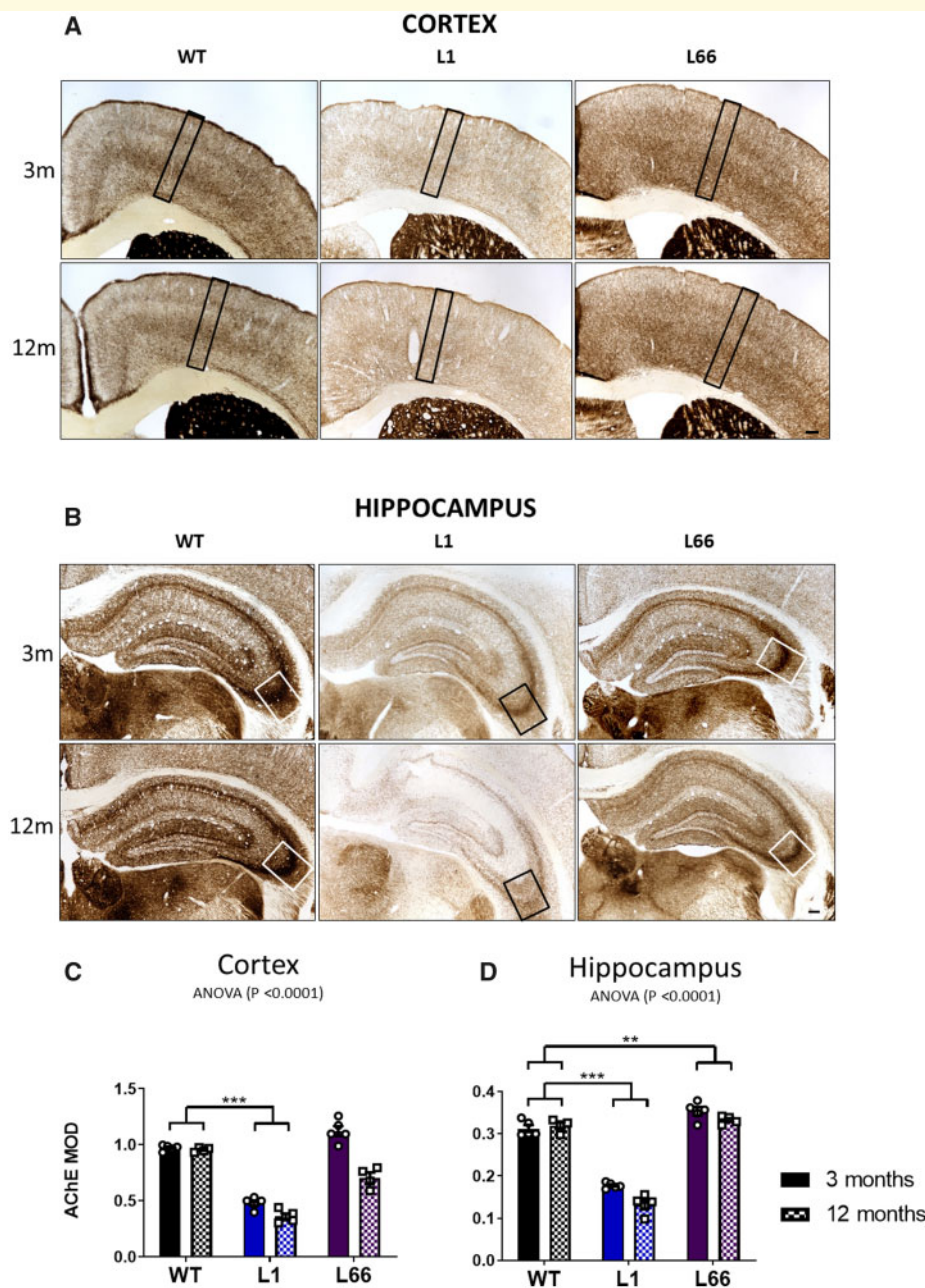 A
CORTEX
WT L1 L66
3m
12m
B
HIPPOCAMPUS
WT L1 L66
3m
12m
C
Cortex
ANOVA (P <0.0001)
AChE MOD
1.5
1.0
0.5
0.0
***
WT L1 L66
D
Hippocampus
ANOVA (P <0.0001)
0.4
0.3
0.2
0.1
0.0
**
***
WT L1 L66
3 months
12 months